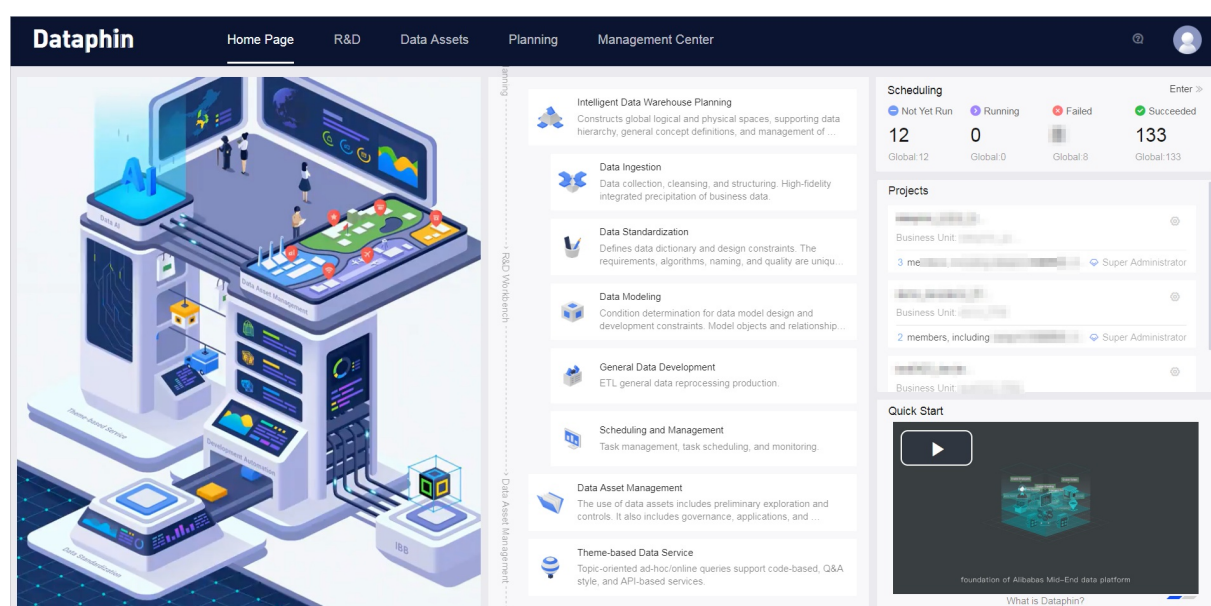 Dataphin
Home Page
R&D
Data Assets
Planning
Management Center
Data AI
Data Asset Management
Theme-based Service
Development Automation
Data Standardization
IBB
R&D Workbench
Data Asset Management
Intelligent Data Warehouse Planning
Constructs global logical and physical spaces, supporting data
hierarchy, general concept definitions, and management of ...
Data Ingestion
Data collection, cleansing, and structuring. High-fidelity
integrated precipitation of business data.
Data Standardization
Defines data dictionary and design constraints. The
requirements, algorithms, naming, and quality are uniqu...
Data Modeling
Condition determination for data model design and
development constraints. Model objects and relationship...
General Data Development
ETL general data reprocessing production.
Scheduling and Management
Task management, task scheduling, and monitoring.
Data Asset Management
The use of data assets includes preliminary exploration and
controls. It also includes governance, applications, and ...
Theme-based Data Service
Topic-oriented ad-hoc/online queries support code-based, Q&A
style, and API-based services.
Scheduling
Enter »
Not Yet Run
Running
Failed
Succeeded
12
0
133
Global:12
Global:0
Global:8
Global:133
Projects
Business Unit:
3 me
Super Administrator
Business Unit:
2 members, including
Super Administrator
Business Unit:
Quick Start
foundation of Alibabas Mid-End data platform
What is Dataphin?